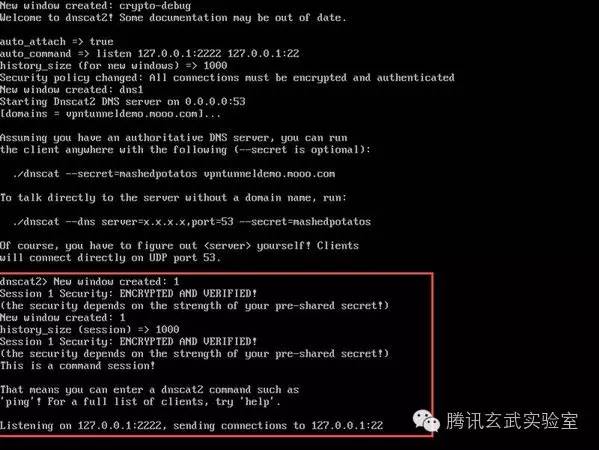 New window created: crypto-debug
Welcome to dnscat2! Some documentation may be out of date.
auto_attach => true
auto_command => listen 127.0.0.1:2222 127.0.0.1:22
history_size (for new windows) => 1000
Security policy changed: All connections must be encrypted and authenticated
New window created: dns1
Starting Dnscat2 DNS server on 0.0.0.0:53
[domains = vpntunneldemo.mooo.com]...
Assuming you have an authoritative DNS server, you can run
the client anywhere with the following (--secret is optional):
./dnscat --secret=mashedpotatos vpntunneldemo.mooo.com
To talk directly to the server without a domain name, run:
./dnscat --dns server=x.x.x.x,port=53 --secret=mashedpotatos
Of course, you have to figure out <server> yourself! Clients
will connect directly on UDP port 53.
dnscat2> New window created: 1
Session 1 Security: ENCRYPTED AND VERIFIED!
(the security depends on the strength of your pre-shared secret!)
New window created: 1
history_size (session) => 1000
Session 1 Security: ENCRYPTED AND VERIFIED!
(the security depends on the strength of your pre-shared secret!)
This is a command session!
That means you can enter a dnscat2 command such as
'ping'! For a full list of clients, try 'help'.
Listening on 127.0.0.1:2222, sending connections to 127.0.0.1:22
腾讯玄武实验室